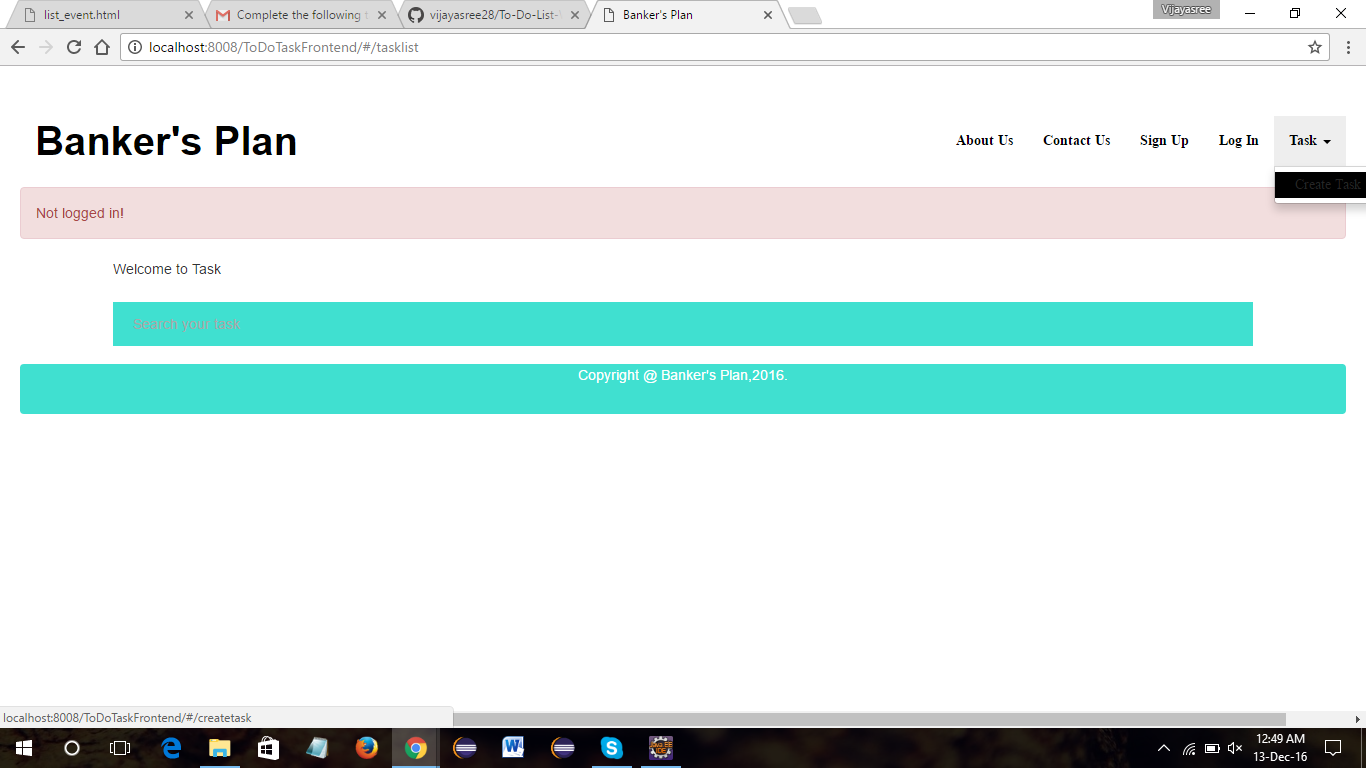 list_event.html
Complete the following t
vijayasree28/To-Do-List-
Banker's Plan
Vijayasree
localhost:8008/ToDoTaskFrontend/#/tasklist
Banker's Plan
About Us
Contact Us
Sign Up
Log In
Task
Create Task
Not logged in!
Welcome to Task
Search your task
Copyright @ Banker's Plan,2016.
localhost:8008/ToDoTaskFrontend/#/createtask
12:49 AM
13-Dec-16